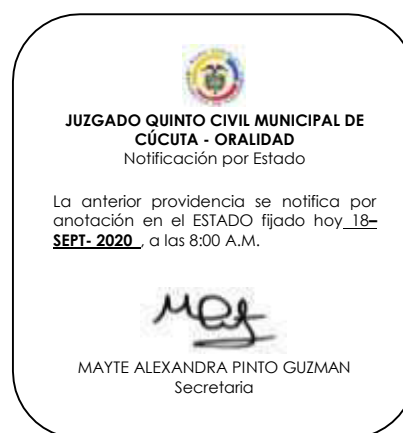 JUZGADO QUINTO CIVIL MUNICIPAL DE
CÚCUTA - ORALIDAD
Notificación por Estado
La anterior providencia se notifica por
anotación en el ESTADO fijado hoy 18–
SEPT- 2020 , a las 8:00 A.M.
MAYTE ALEXANDRA PINTO GUZMAN
Secretaria